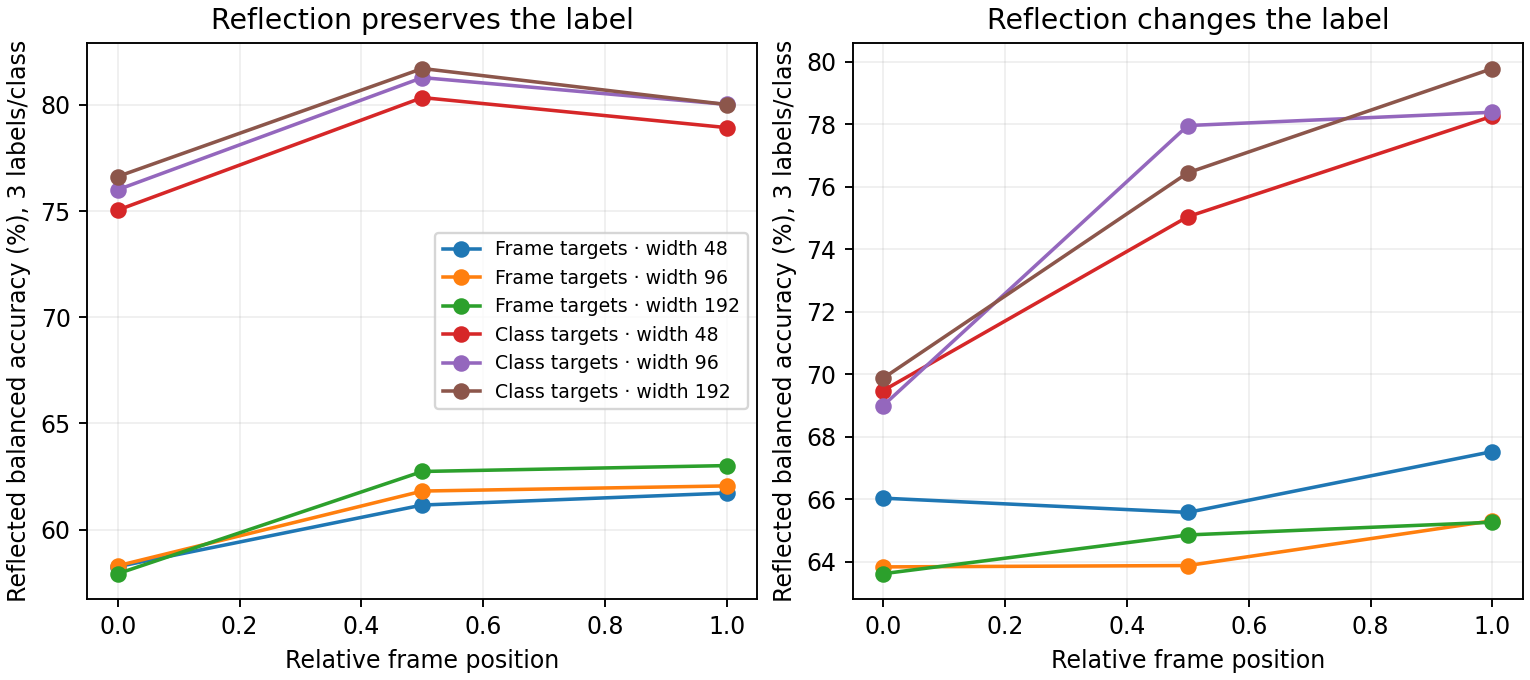 Reflection preserves the label
Reflected balanced accuracy (%), 3 labels/class
80
75
70
65
60
Frame targets · width 48
Frame targets · width 96
Frame targets · width 192
Class targets · width 48
Class targets · width 96
Class targets · width 192
0.0 0.2 0.4 0.6 0.8 1.0
Relative frame position
Reflection changes the label
Reflected balanced accuracy (%), 3 labels/class
80
78
76
74
72
70
68
66
64
0.0 0.2 0.4 0.6 0.8 1.0
Relative frame position